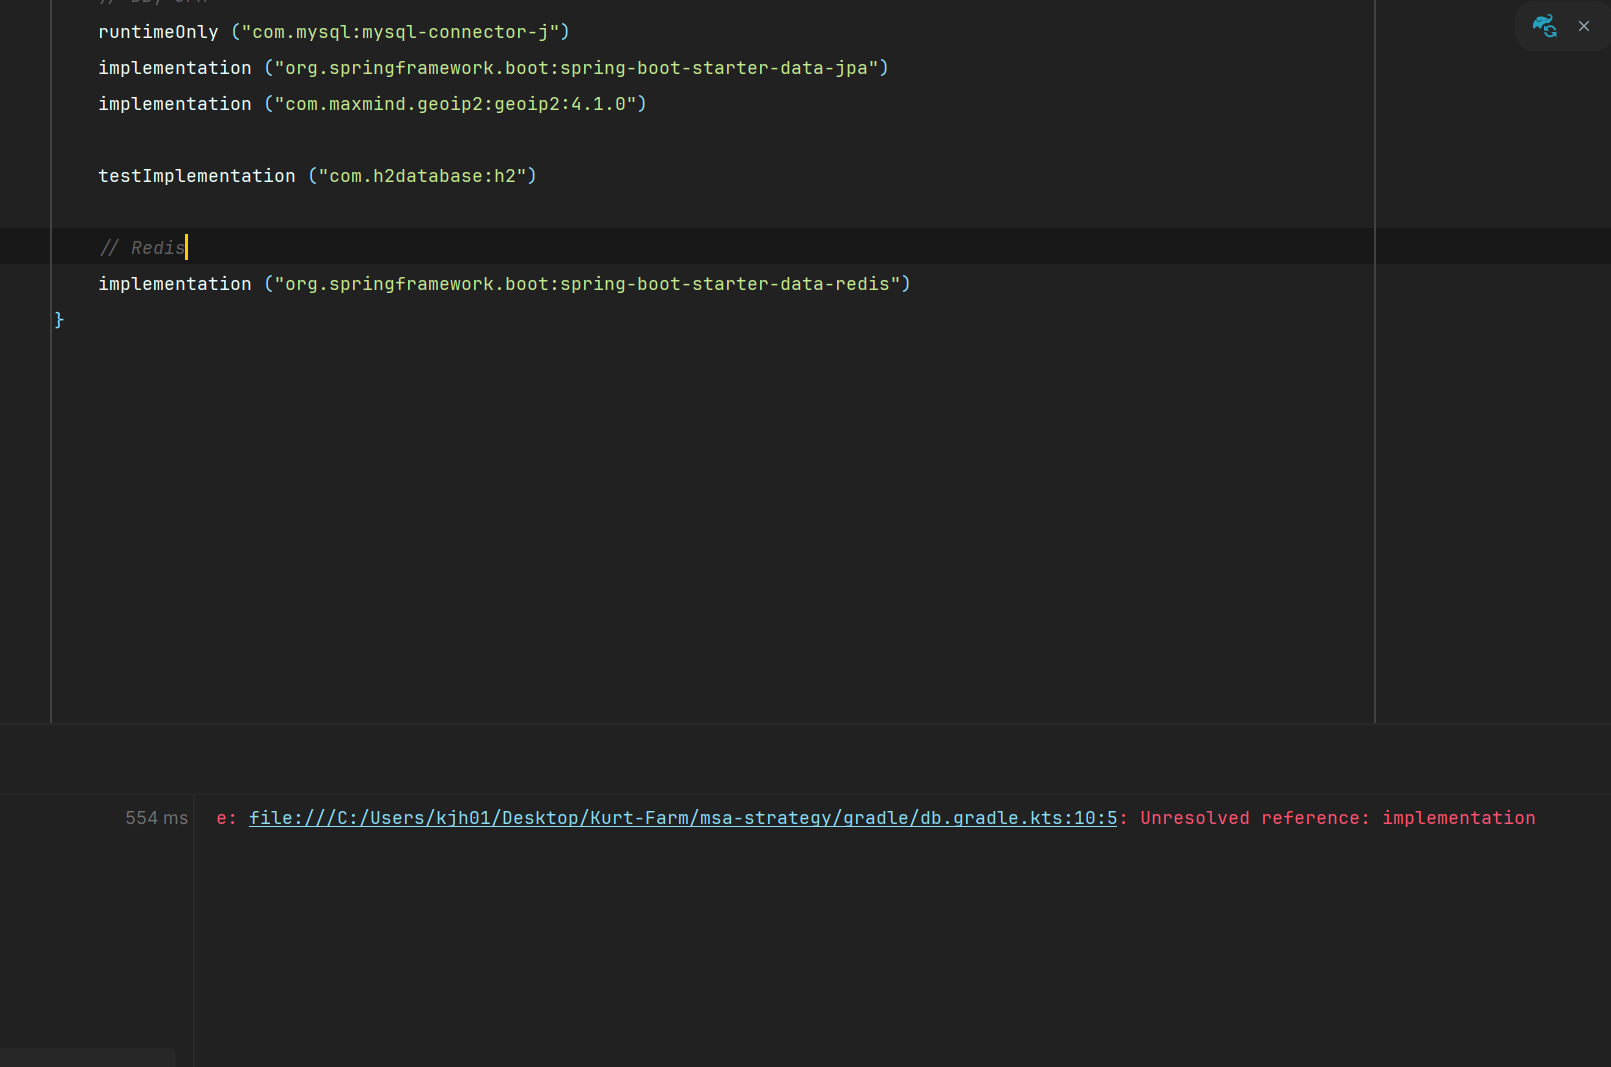 runtimeOnly ("com.mysql:mysql-connector-j")
implementation ("org.springframework.boot:spring-boot-starter-data-jpa")
implementation ("com.maxmind.geoip2:geoip2:4.1.0")
testImplementation ("com.h2database:h2")
// Redis
implementation ("org.springframework.boot:spring-boot-starter-data-redis")
}
554 ms
e: file:///C:/Users/kjh01/Desktop/Kurt-Farm/msa-strategy/gradle/db.gradle.kts:10:5: Unresolved reference: implementation